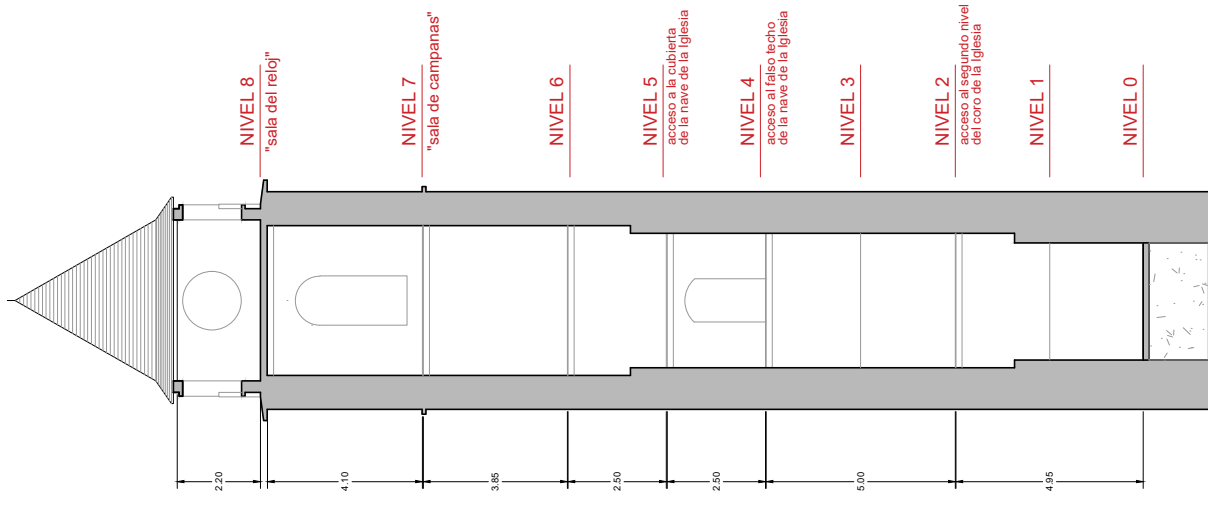 NIVEL 8
"sala del reloj"
NIVEL 7
"sala de campanas"
NIVEL 6
NIVEL 5
acceso a la cubierta
de la nave de la Iglesia
NIVEL 4
acceso al falso techo
de la nave de la Iglesia
NIVEL 3
NIVEL 2
acceso al segundo nivel
del coro de la Iglesia
NIVEL 1
NIVEL 0
2.20
4.10
3.85
2.50
2.50
5.00
4.95